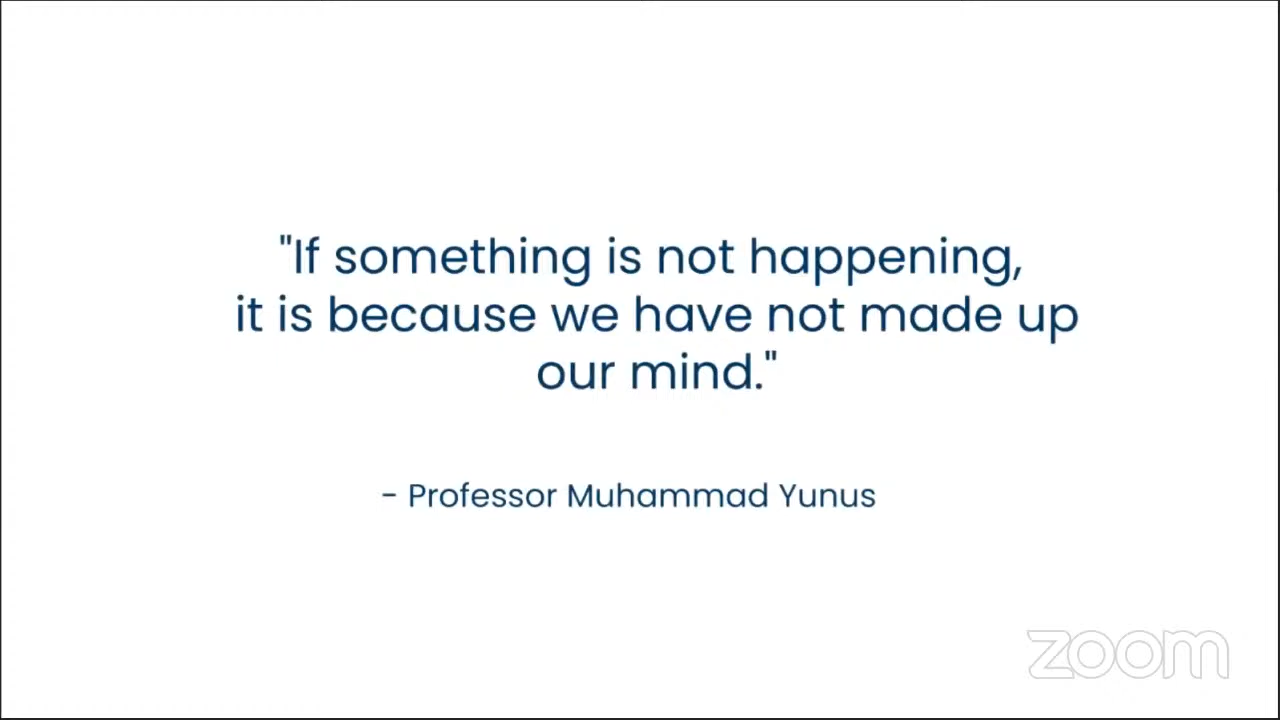 "If something is not happening,
it is because we have not made up
our mind."
- Professor Muhammad Yunus
zoom